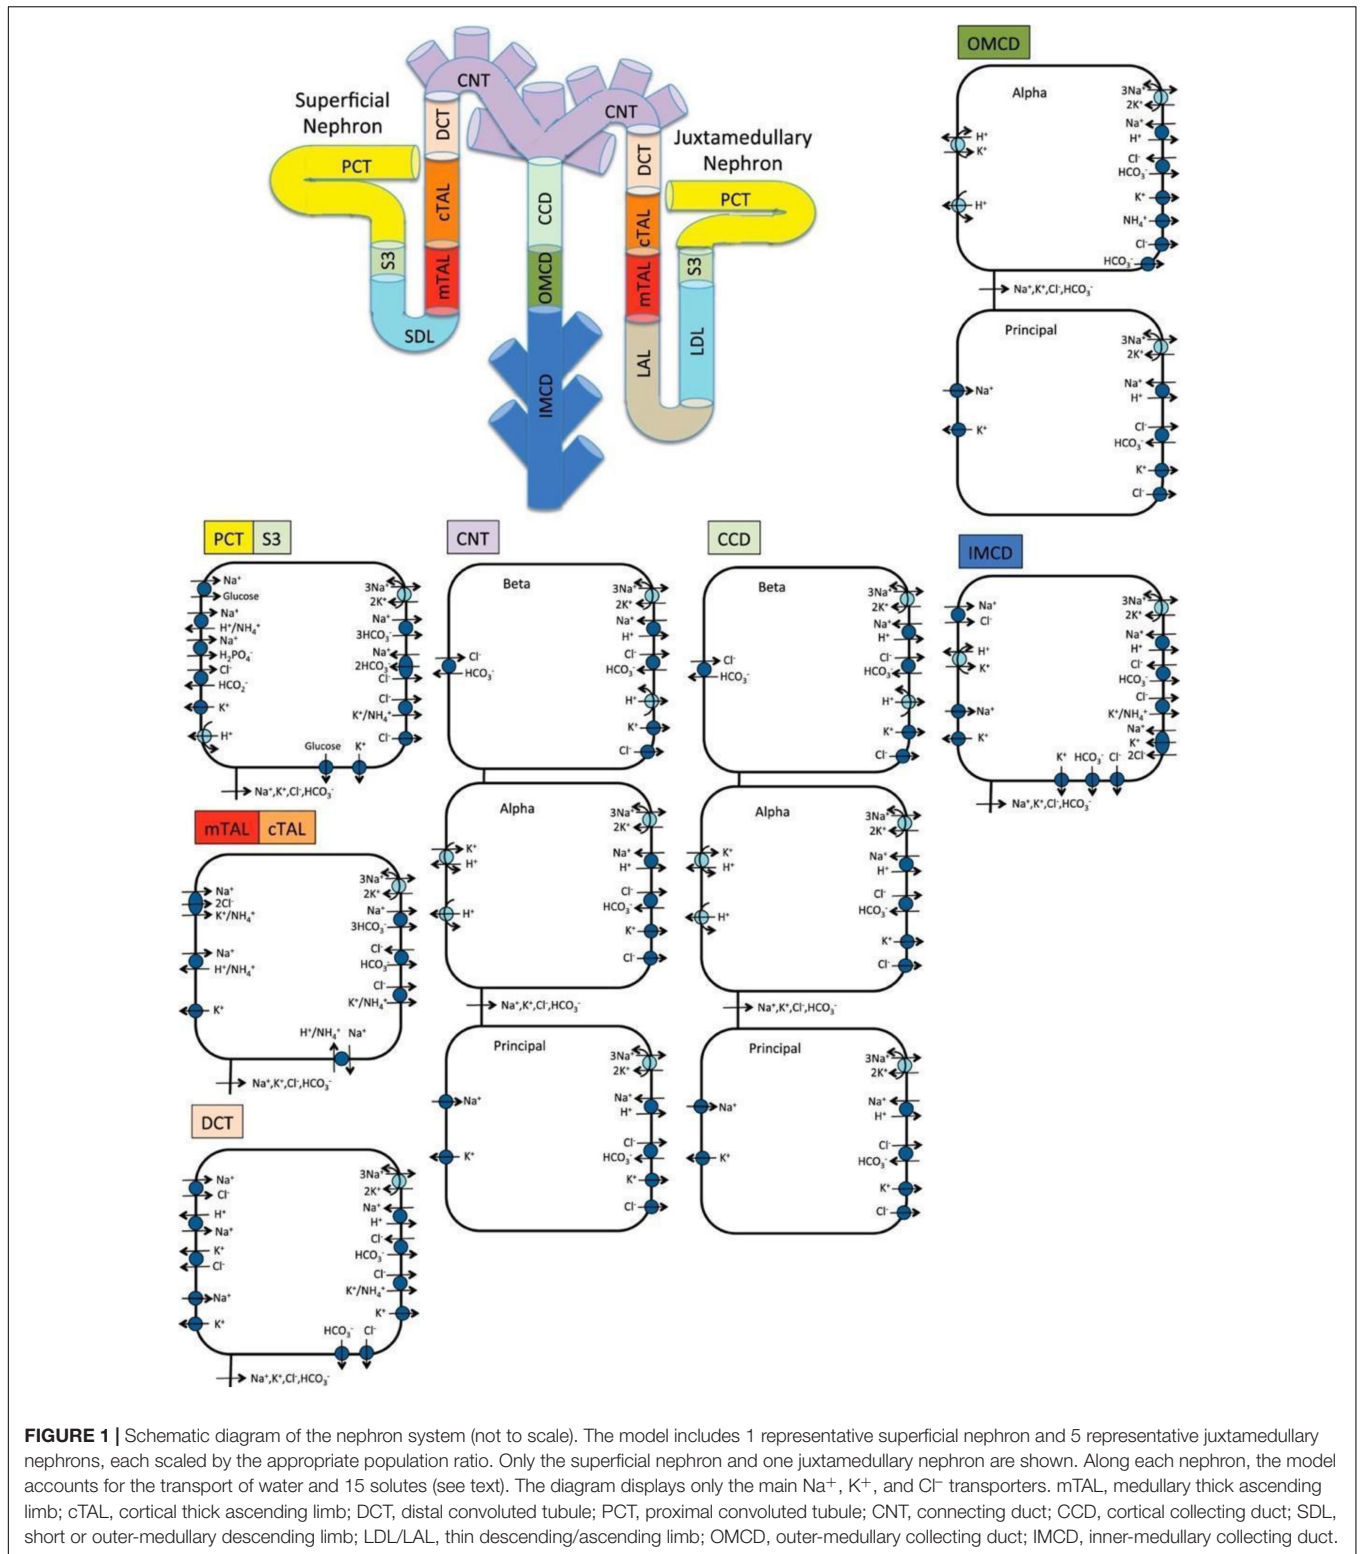 Superficial
Nephron
PCT
S3
SDL
mTAL
cTAL
DCT
CNT
CNT
CCD
OMCD
IMCD
DCT
cTAL
mTAL
LAL
LDL
S3
PCT
Juxtamedullary
Nephron
OMCD
Alpha
H⁺
K⁺
H⁺
3Na⁺
2K⁺
Na⁺
H⁺
Cl⁻
HCO₃⁻
K⁺
NH₄⁺
Cl⁻
HCO₃⁻
Na⁺,K⁺,Cl⁻,HCO₃⁻
Principal
Na⁺
K⁺
3Na⁺
2K⁺
Na⁺
H⁺
Cl⁻
HCO₃⁻
K⁺
Cl⁻
PCT S3
Na⁺
Glucose
Na⁺
H⁺/NH₄⁺
Na⁺
H₂PO₄⁻
Cl⁻
HCO₂⁻
K⁺
H⁺
3Na⁺
2K⁺
Na⁺
3HCO₃⁻
Na⁺
2HCO₃⁻
Cl⁻
Cl⁻
K⁺/NH₄⁺
Cl⁻
Glucose K⁺
Na⁺,K⁺,Cl⁻,HCO₃⁻
mTAL cTAL
Na⁺
2Cl⁻
K⁺/NH₄⁺
Na⁺
H⁺/NH₄⁺
K⁺
3Na⁺
2K⁺
Na⁺
3HCO₃⁻
Cl⁻
HCO₃⁻
Cl⁻
K⁺/NH₄⁺
H⁺/NH₄⁺ Na⁺
Na⁺,K⁺,Cl⁻,HCO₃⁻
DCT
Na⁺
Cl⁻
H⁺
Na⁺
K⁺
Cl⁻
Na⁺
K⁺
3Na⁺
2K⁺
Na⁺
H⁺
Cl⁻
HCO₃⁻
Cl⁻
K⁺/NH₄⁺
K⁺
HCO₃⁻ Cl⁻
Na⁺,K⁺,Cl⁻,HCO₃⁻
CNT
Beta
Cl⁻
HCO₃⁻
3Na⁺
2K⁺
Na⁺
H⁺
Cl⁻
HCO₃⁻
H⁺
K⁺
Cl⁻
Alpha
K⁺
H⁺
H⁺
3Na⁺
2K⁺
Na⁺
H⁺
Cl⁻
HCO₃⁻
K⁺
Cl⁻
Na⁺,K⁺,Cl⁻,HCO₃⁻
Principal
Na⁺
K⁺
3Na⁺
2K⁺
Na⁺
H⁺
Cl⁻
HCO₃⁻
K⁺
Cl⁻
CCD
Beta
Cl⁻
HCO₃⁻
3Na⁺
2K⁺
Na⁺
H⁺
Cl⁻
HCO₃⁻
H⁺
K⁺
Cl⁻
Alpha
K⁺
H⁺
H⁺
3Na⁺
2K⁺
Na⁺
H⁺
Cl⁻
HCO₃⁻
K⁺
Cl⁻
Na⁺,K⁺,Cl⁻,HCO₃⁻
Principal
Na⁺
K⁺
3Na⁺
2K⁺
Na⁺
H⁺
Cl⁻
HCO₃⁻
K⁺
Cl⁻
IMCD
Na⁺
Cl⁻
H⁺
K⁺
Na⁺
K⁺
3Na⁺
2K⁺
Na⁺
H⁺
Cl⁻
HCO₃⁻
Cl⁻
K⁺/NH₄⁺
Na⁺
K⁺
2Cl⁻
K⁺ HCO₃⁻ Cl⁻
Na⁺,K⁺,Cl⁻,HCO₃⁻
FIGURE 1 | Schematic diagram of the nephron system (not to scale). The model includes 1 representative superficial nephron and 5 representative juxtamedullary
nephrons, each scaled by the appropriate population ratio. Only the superficial nephron and one juxtamedullary nephron are shown. Along each nephron, the model
accounts for the transport of water and 15 solutes (see text). The diagram displays only the main Na⁺, K⁺, and Cl⁻ transporters. mTAL, medullary thick ascending
limb; cTAL, cortical thick ascending limb; DCT, distal convoluted tubule; PCT, proximal convoluted tubule; CNT, connecting duct; CCD, cortical collecting duct; SDL,
short or outer-medullary descending limb; LDL/LAL, thin descending/ascending limb; OMCD, outer-medullary collecting duct; IMCD, inner-medullary collecting duct.